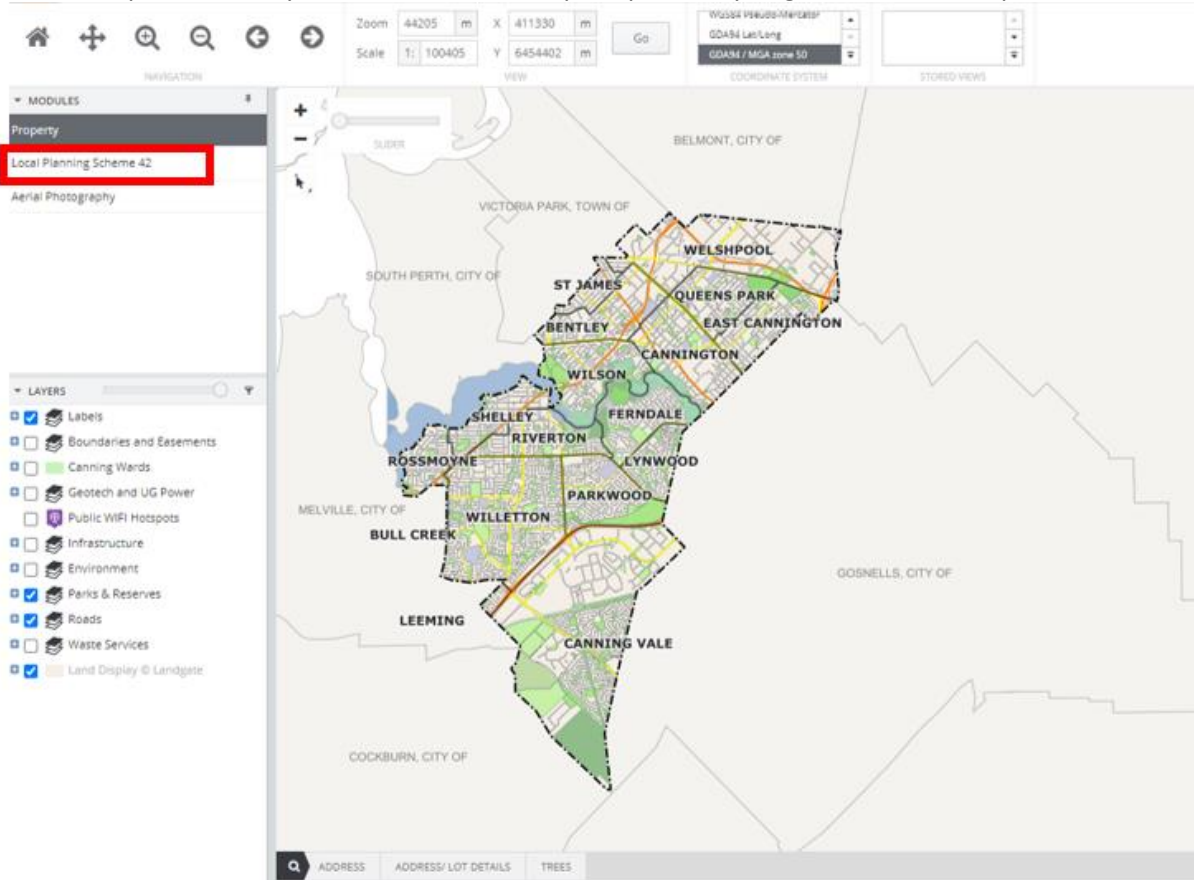 Zoom 44205 m X 411330 m Go
Scale 1: 100405 Y 6454402 m
WGS84 Pseudo-Mercator
GDA94 Lat/Long
GDA94 / MGA zone 50
NAVIGATION
VIEW
COORDINATE SYSTEM
STORED VIEWS
MODULES
Property
Local Planning Scheme 42
Aerial Photography
LAYERS
Labels
Boundaries and Easements
Canning Wards
Geotech and UG Power
Public WIFI Hotspots
Infrastructure
Environment
Parks & Reserves
Roads
Waste Services
Land Display © Landgate
SLIDER
BELMONT, CITY OF
VICTORIA PARK, TOWN OF
WELSHPOOL
SOUTH PERTH, CITY OF
ST JAMES
QUEENS PARK
EAST CANNINGTON
BENTLEY
CANNINGTON
WILSON
SHELLEY
FERNDALE
RIVERTON
ROSSMOYNE
LYNWOOD
PARKWOOD
MELVILLE, CITY OF
WILLETTON
BULL CREEK
GOSNELLS, CITY OF
LEEMING
CANNING VALE
COCKBURN, CITY OF
ADDRESS
ADDRESS/ LOT DETAILS
TREES